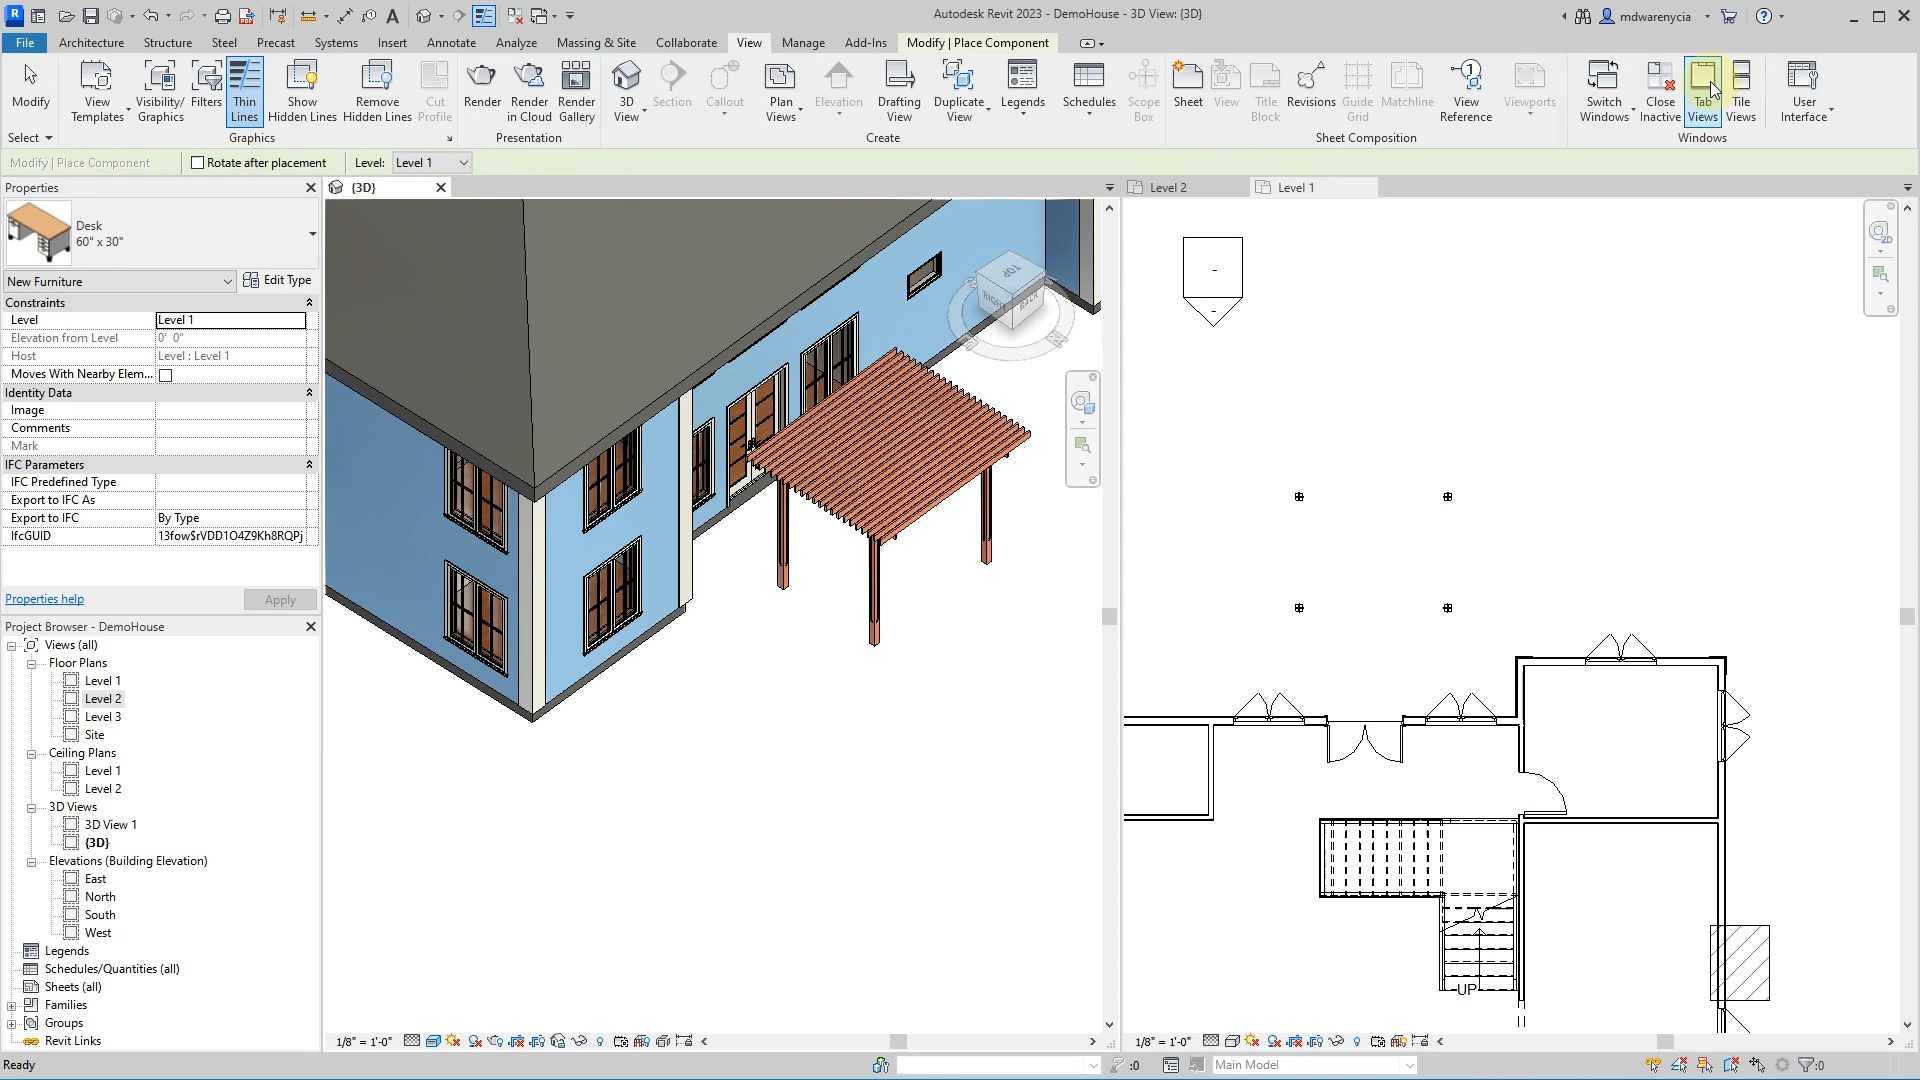 Autodesk Revit 2023 - DemoHouse - 3D View: {3D}
mdwarenycia
File Architecture Structure Steel Precast Systems Insert Annotate Analyze Massing & Site Collaborate View Manage Add-Ins Modify | Place Component
Modify
View Templates
Visibility/ Graphics
Filters
Thin Lines
Show Hidden Lines
Remove Hidden Lines
Cut Profile
Render
Render in Cloud
Render Gallery
3D View
Section
Callout
Plan Views
Elevation
Drafting View
Duplicate View
Legends
Schedules
Scope Box
Sheet
View
Title Block
Revisions
Guide Grid
Matchline
View Reference
Viewports
Switch Windows
Close Inactive
Tab Views
Tile Views
User Interface
Select Graphics Presentation Create Sheet Composition Windows
Modify | Place Component Rotate after placement Level: Level 1
Properties
{3D}
Level 2
Level 1
Desk
60" x 30"
New Furniture Edit Type
Constraints
Level Level 1
Elevation from Level 0' 0"
Host Level : Level 1
Moves With Nearby Elem...
Identity Data
Image
Comments
Mark
IFC Parameters
IFC Predefined Type
Export to IFC As
Export to IFC By Type
IfcGUID 13fow$rVDD1O4Z9Kh8RQPj
Properties help Apply
Project Browser - DemoHouse
Views (all)
Floor Plans
Level 1
Level 2
Level 3
Site
Ceiling Plans
Level 1
Level 2
3D Views
3D View 1
{3D}
Elevations (Building Elevation)
East
North
South
West
Legends
Schedules/Quantities (all)
Sheets (all)
Families
Groups
Revit Links
TOP
RIGHT
BACK
2D
UP
1/8" = 1'-0"
1/8" = 1'-0"
Ready
:0
Main Model
:0